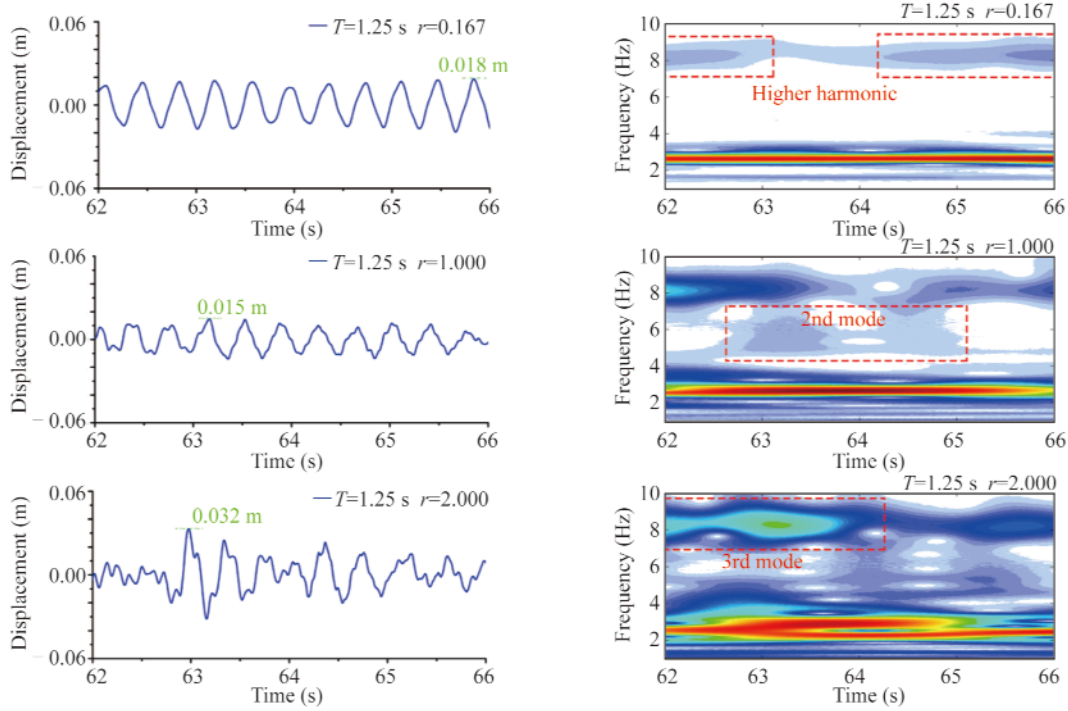 T=1.25 s r=0.167
0.06
0.018 m
0.00
−0.06
Displacement (m)
62 63 64 65 66
Time (s)
T=1.25 s r=0.167
10
8
6
4
2
Frequency (Hz)
Higher harmonic
62 63 64 65 66
Time (s)
T=1.25 s r=1.000
0.06
0.015 m
0.00
−0.06
Displacement (m)
62 63 64 65 66
Time (s)
T=1.25 s r=1.000
10
8
6
4
2
Frequency (Hz)
2nd mode
62 63 64 65 66
Time (s)
T=1.25 s r=2.000
0.06
0.032 m
0.00
−0.06
Displacement (m)
62 63 64 65 66
Time (s)
T=1.25 s r=2.000
10
8
6
4
2
Frequency (Hz)
3rd mode
62 63 64 65 66
Time (s)